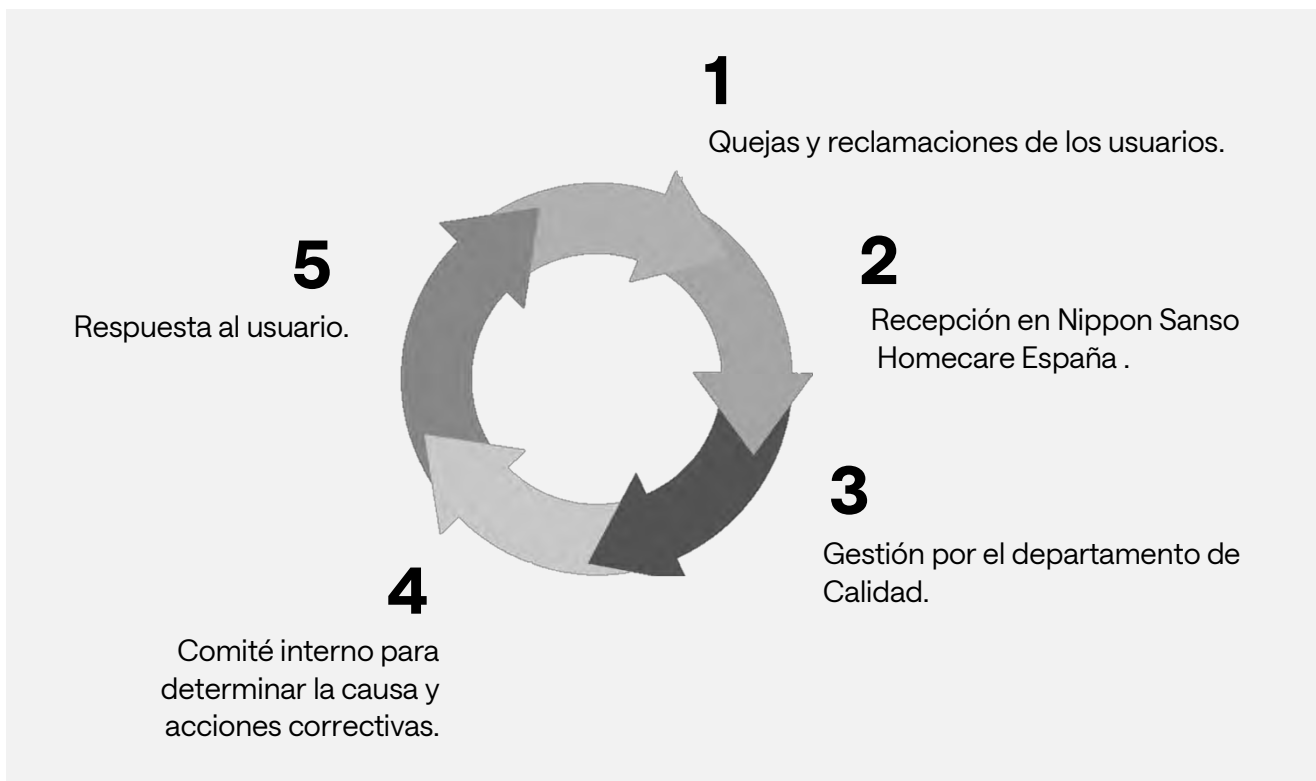 1
Quejas y reclamaciones de los usuarios.
2
Recepción en Nippon Sanso
Homecare España .
3
Gestión por el departamento de
Calidad.
4
Comité interno para
determinar la causa y
acciones correctivas.
5
Respuesta al usuario.